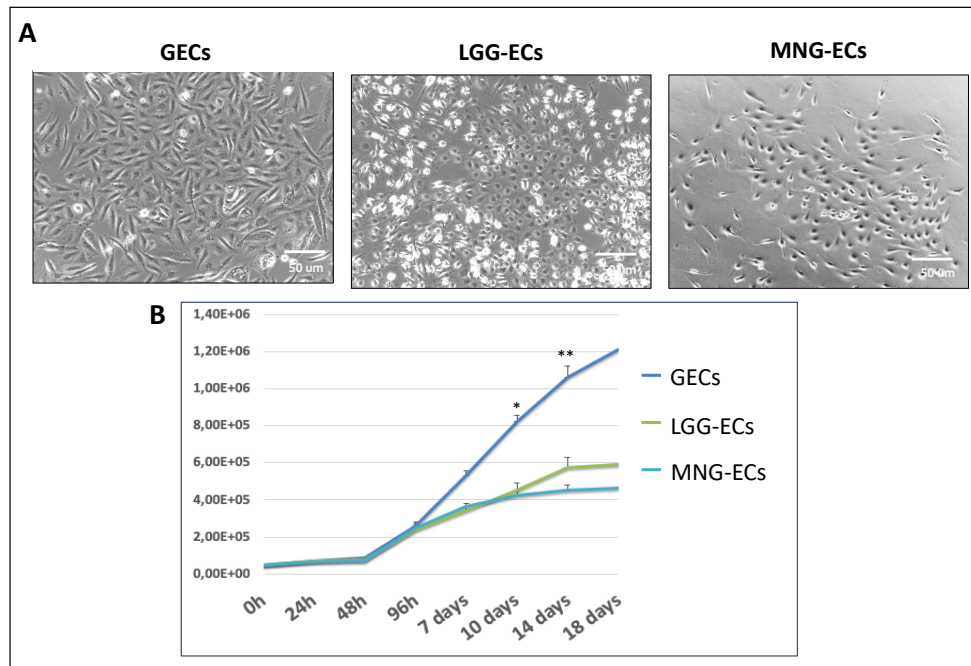 A
GECs
LGG-ECs
MNG-ECs
50 um
50 um
B
1,40E+06
1,20E+06
1,00E+06
8,00E+05
6,00E+05
4,00E+05
2,00E+05
0,00E+00
*
**
0h
24h
48h
96h
7 days
10 days
14 days
18 days
GECs
LGG-ECs
MNG-ECs